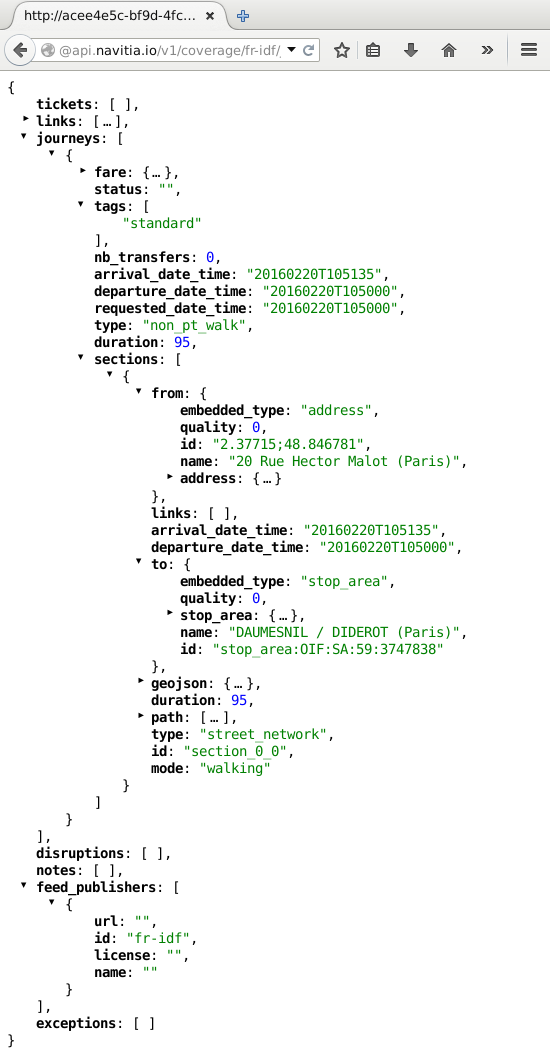 http://acee4e5c-bf9d-4fc...
@api.navitia.io/v1/coverage/fr-idf/
{
tickets: [ ],
links: […],
journeys: [
{
fare: {…},
status: "",
tags: [
"standard"
],
nb_transfers: 0,
arrival_date_time: "20160220T105135",
departure_date_time: "20160220T105000",
requested_date_time: "20160220T105000",
type: "non_pt_walk",
duration: 95,
sections: [
{
from: {
embedded_type: "address",
quality: 0,
id: "2.37715;48.846781",
name: "20 Rue Hector Malot (Paris)",
address: {…}
},
links: [ ],
arrival_date_time: "20160220T105135",
departure_date_time: "20160220T105000",
to: {
embedded_type: "stop_area",
quality: 0,
stop_area: {…},
name: "DAUMESNIL / DIDEROT (Paris)",
id: "stop_area:OIF:SA:59:3747838"
},
geojson: {…},
duration: 95,
path: […],
type: "street_network",
id: "section_0_0",
mode: "walking"
}
]
}
],
disruptions: [ ],
notes: [ ],
feed_publishers: [
{
url: "",
id: "fr-idf",
license: "",
name: ""
}
],
exceptions: [ ]
}